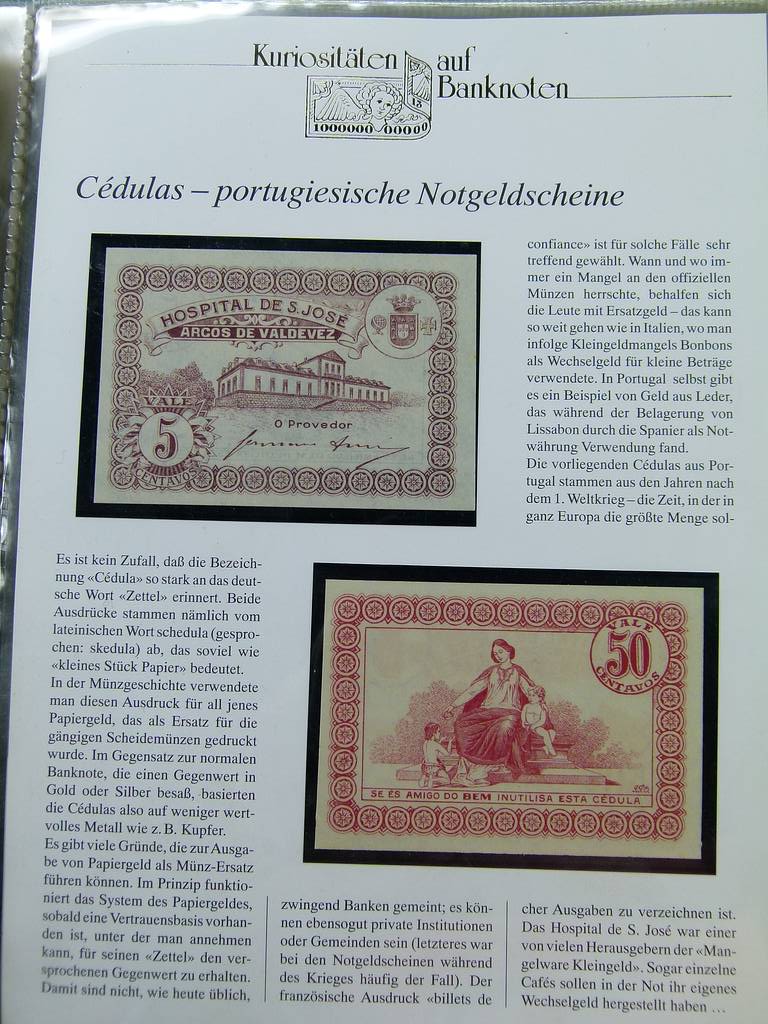 Kuriositäten auf
Banknoten
13
1000000 00000
Cédulas – portugiesische Notgeldscheine
HOSPITAL DE S. JOSÉ
ARCOS DE VALDEVEZ
VALE
5
CENTAVOS
O Provedor
Es ist kein Zufall, daß die Bezeich-
nung «Cédula» so stark an das deut-
sche Wort «Zettel» erinnert. Beide
Ausdrücke stammen nämlich vom
lateinischen Wort schedula (gespro-
chen: skedula) ab, das soviel wie
«kleines Stück Papier» bedeutet.
In der Münzgeschichte verwendete
man diesen Ausdruck für all jenes
Papiergeld, das als Ersatz für die
gängigen Scheidemünzen gedruckt
wurde. Im Gegensatz zur normalen
Banknote, die einen Gegenwert in
Gold oder Silber besaß, basierten
die Cédulas also auf weniger wert-
volles Metall wie z. B. Kupfer.
Es gibt viele Gründe, die zur Ausga-
be von Papiergeld als Münz-Ersatz
führen können. Im Prinzip funktio-
niert das System des Papiergeldes,
sobald eine Vertrauensbasis vorhan-
den ist, unter der man annehmen
kann, für seinen «Zettel» den ver-
sprochenen Gegenwert zu erhalten.
Damit sind nicht, wie heute üblich,
VALE
50
CENTAVOS
SE ÉS AMIGO DO BEM INUTILISA ESTA CÉDULA
zwingend Banken gemeint; es kön-
nen ebensogut private Institutionen
oder Gemeinden sein (letzteres war
bei den Notgeldscheinen während
des Krieges häufig der Fall). Der
französische Ausdruck «billets de
confiance» ist für solche Fälle sehr
treffend gewählt. Wann und wo im-
mer ein Mangel an den offiziellen
Münzen herrschte, behalfen sich
die Leute mit Ersatzgeld – das kann
so weit gehen wie in Italien, wo man
infolge Kleingeldmangels Bonbons
als Wechselgeld für kleine Beträge
verwendete. In Portugal selbst gibt
es ein Beispiel von Geld aus Leder,
das während der Belagerung von
Lissabon durch die Spanier als Not-
währung Verwendung fand.
Die vorliegenden Cédulas aus Por-
tugal stammen aus den Jahren nach
dem 1. Weltkrieg – die Zeit, in der in
ganz Europa die größte Menge sol-
cher Ausgaben zu verzeichnen ist.
Das Hospital de S. José war einer
von vielen Herausgebern der «Man-
gelware Kleingeld». Sogar einzelne
Cafés sollen in der Not ihr eigenes
Wechselgeld hergestellt haben ...